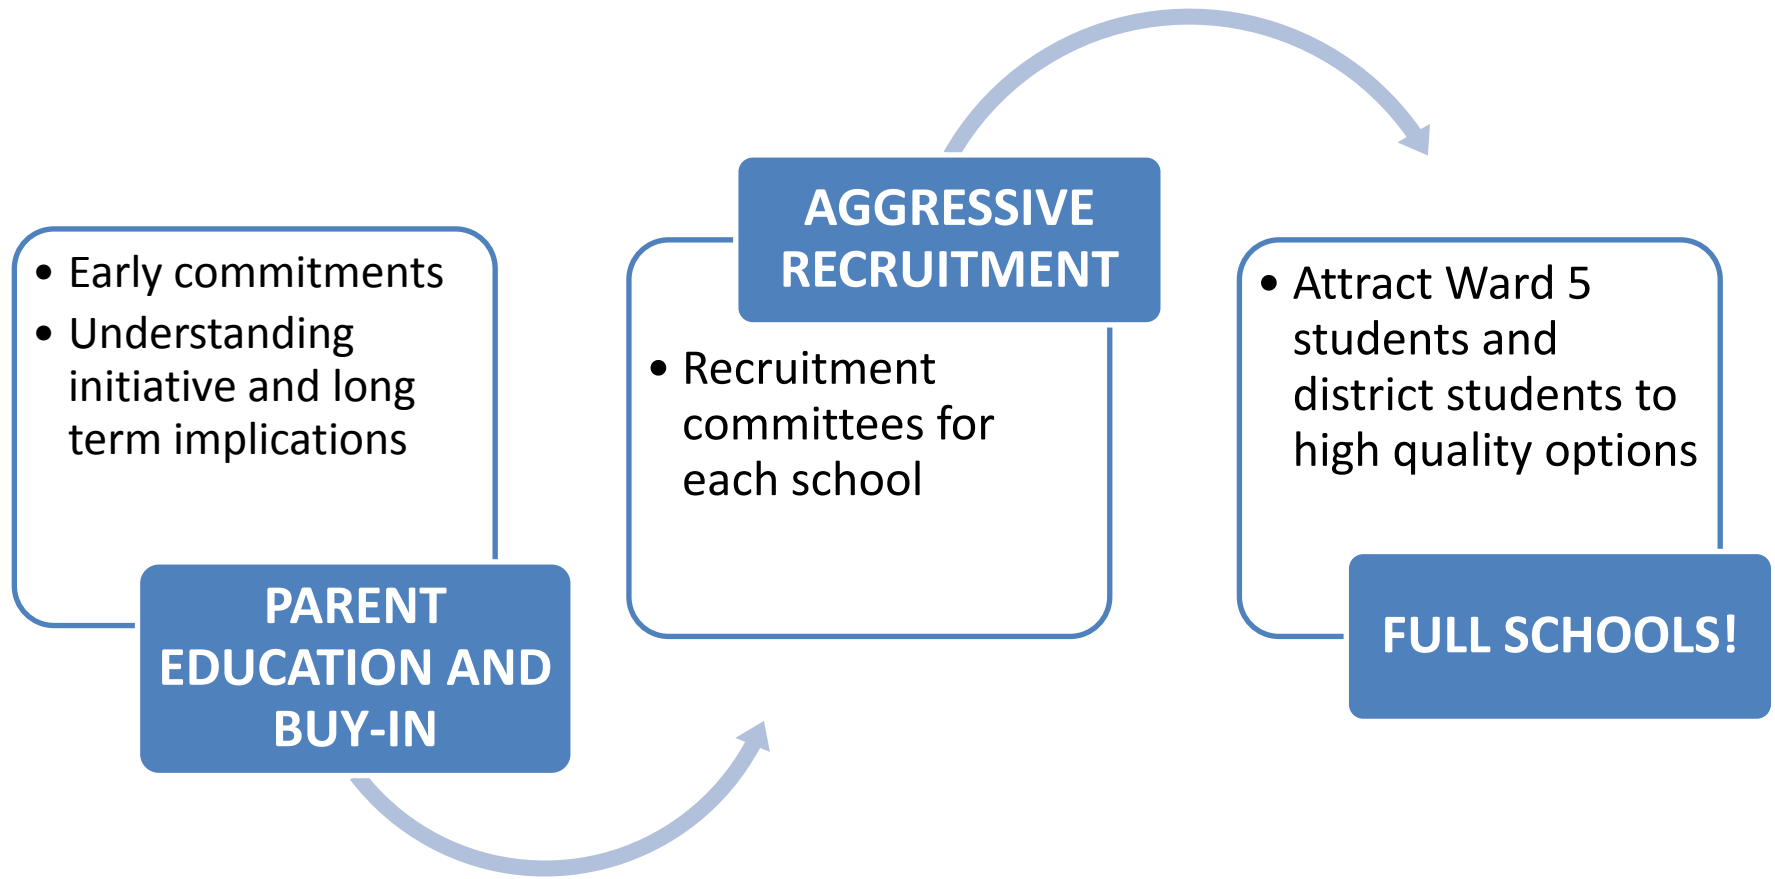 • Early commitments
• Understanding
initiative and long
term implications
PARENT
EDUCATION AND
BUY-IN
AGGRESSIVE
RECRUITMENT
• Recruitment
committees for
each school
• Attract Ward 5
students and
district students to
high quality options
FULL SCHOOLS!